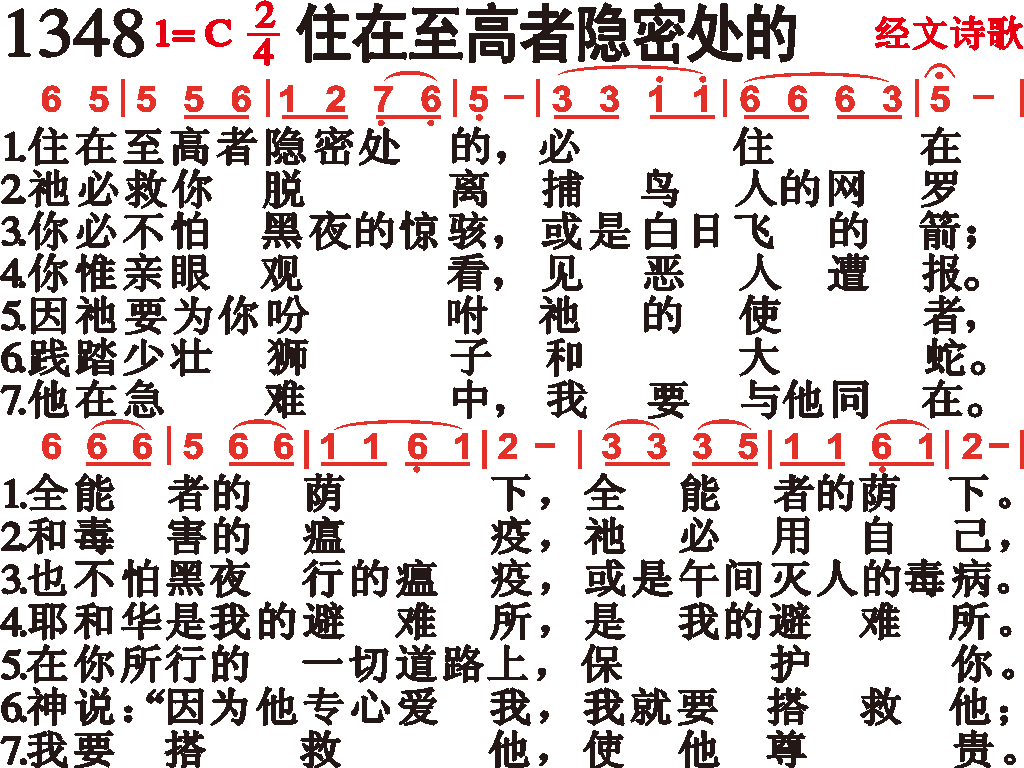 1348 1=C 2/4 住在至高者隐密处的 经文诗歌
6 5 | 5 5 6 | 1 2 7 6 | 5 - | 3 3 1 1 | 6 6 6 3 | 5 - |
1.住在至高者隐密处的，必住在
2.祂必救你脱离捕鸟人的网罗
3.你必不怕黑夜的惊骇，或是白日飞的箭；
4.你惟亲眼观看，见恶人遭报。
5.因祂要为你吩咐祂的使者，
6.践踏少壮狮子和大蛇。
7.他在急难中，我要与他同在。
6 6 6 | 5 6 6 | 1 1 6 1 | 2 - | 3 3 3 5 | 1 1 6 1 | 2 - |
1.全能者的荫下，全能者的荫下。
2.和毒害的瘟疫，祂必用自己，
3.也不怕黑夜行的瘟疫，或是午间灭人的毒病。
4.耶和华是我的避难所，是我的避难所。
5.在你所行的一切道路上，保护你。
6.神说：“因为他专心爱我，我就要搭救他；
7.我要搭救他，使他尊贵。